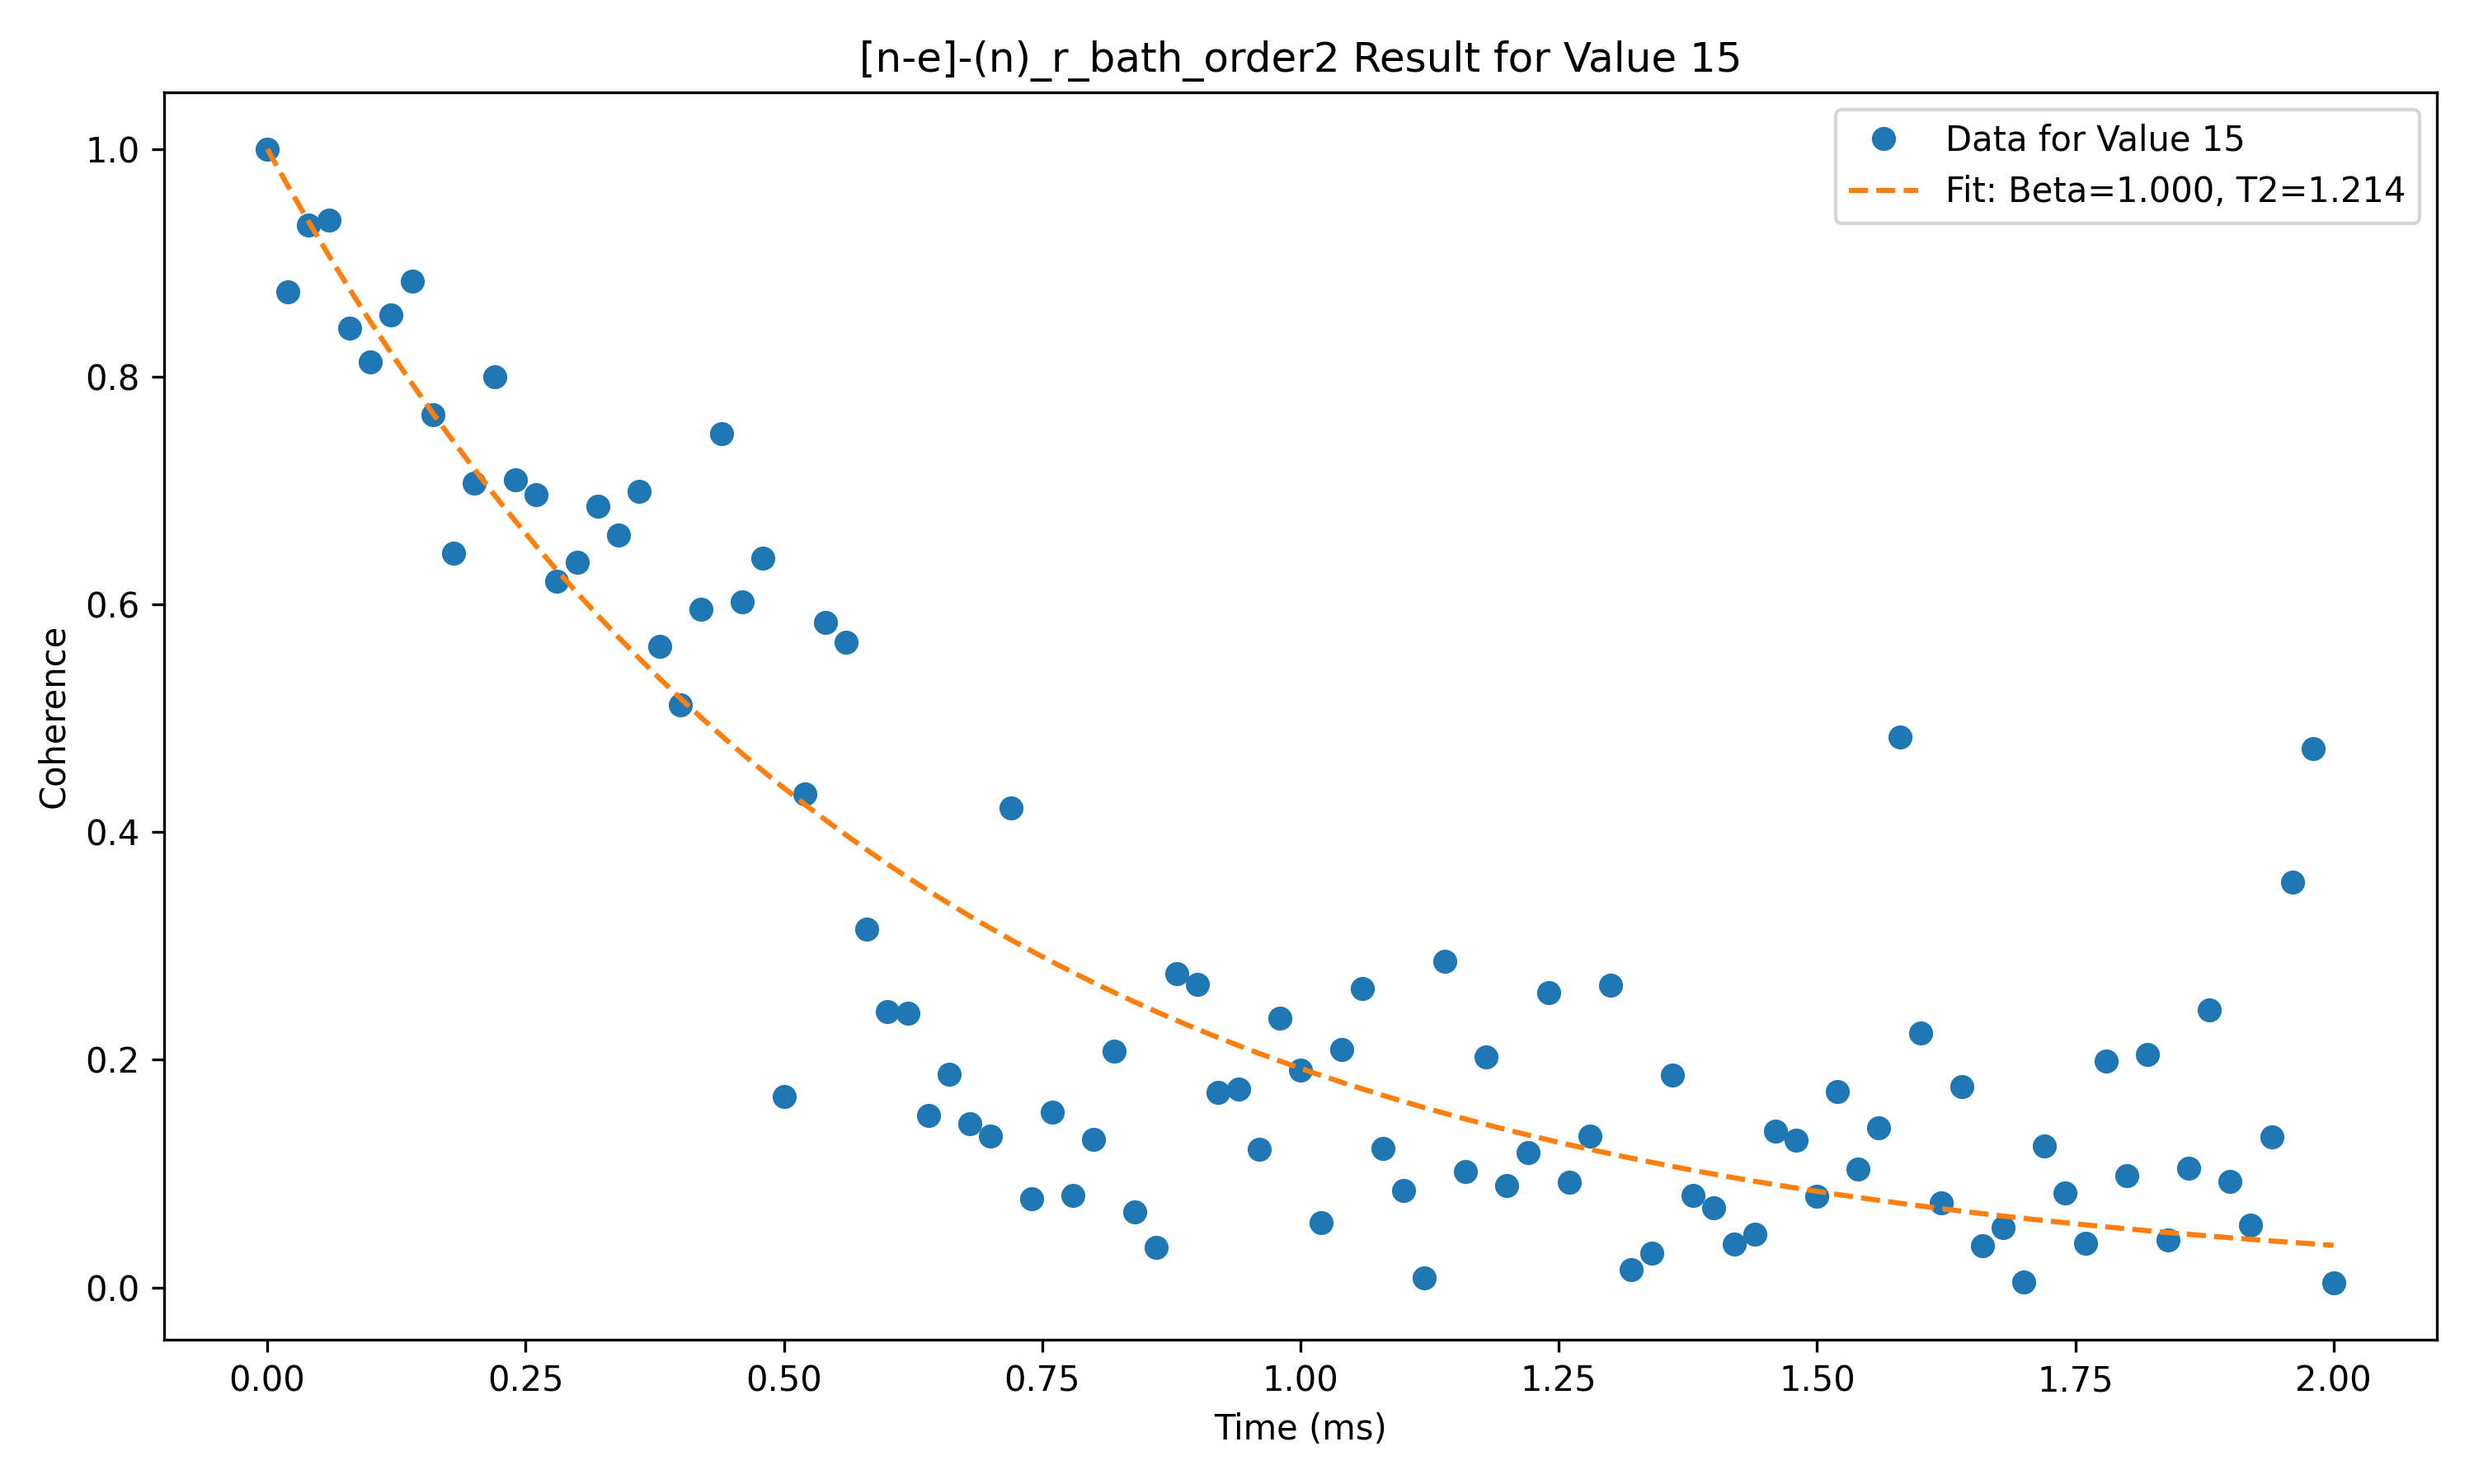 [n-e]-(n)_r_bath_order2 Result for Value 15
Data for Value 15
Fit: Beta=1.000, T2=1.214
Coherence
1.0
0.8
0.6
0.4
0.2
0.0
0.00 0.25 0.50 0.75 1.00 1.25 1.50 1.75 2.00
Time (ms)